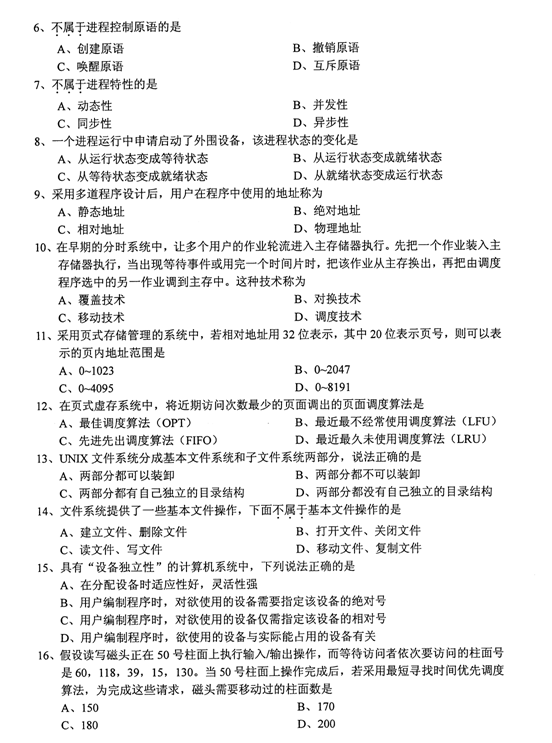 6、不属于进程控制原语的是
A、创建原语 B、撤销原语
C、唤醒原语 D、互斥原语
7、不属于进程特性的是
A、动态性 B、并发性
C、同步性 D、异步性
8、一个进程运行中申请启动了外围设备，该进程状态的变化是
A、从运行状态变成等待状态 B、从运行状态变成就绪状态
C、从等待状态变成就绪状态 D、从就绪状态变成运行状态
9、采用多道程序设计后，用户在程序中使用的地址称为
A、静态地址 B、绝对地址
C、相对地址 D、物理地址
10、在早期的分时系统中，让多个用户的作业轮流进入主存储器执行。先把一个作业装入主
存储器执行，当出现等待事件或用完一个时间片时，把该作业从主存换出，再把由调度
程序选中的另一作业调到主存中。这种技术称为
A、覆盖技术 B、对换技术
C、移动技术 D、调度技术
11、采用页式存储管理的系统中，若相对地址用 32 位表示，其中 20 位表示页号，则可以表
示的页内地址范围是
A、0~1023 B、0~2047
C、0~4095 D、0~8191
12、在页式虚存系统中，将近期访问次数最少的页面调出的页面调度算法是
A、最佳调度算法（OPT） B、最近最不经常使用调度算法（LFU）
C、先进先出调度算法（FIFO） D、最近最久未使用调度算法（LRU）
13、UNIX 文件系统分成基本文件系统和子文件系统两部分，说法正确的是
A、两部分都可以装卸 B、两部分都不可以装卸
C、两部分都有自己独立的目录结构 D、两部分都没有自己独立的目录结构
14、文件系统提供了一些基本文件操作，下面不属于基本文件操作的是
A、建立文件、删除文件 B、打开文件、关闭文件
C、读文件、写文件 D、移动文件、复制文件
15、具有“设备独立性”的计算机系统中，下列说法正确的是
A、在分配设备时适应性好，灵活性强
B、用户编制程序时，对欲使用的设备需要指定该设备的绝对号
C、用户编制程序时，对欲使用的设备仅需指定该设备的相对号
D、用户编制程序时，欲使用的设备与实际能占用的设备有关
16、假设读写磁头正在 50 号柱面上执行输入/输出操作，而等待访问者依次要访问的柱面号
是 60，118，39，15，130。当 50 号柱面上操作完成后，若采用最短寻找时间优先调度
算法，为完成这些请求，磁头需要移动过的柱面数是
A、150 B、170
C、180 D、200